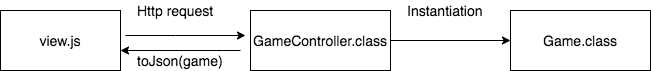 Http request
Instantiation
view.js
GameController.class
Game.class
toJson(game)